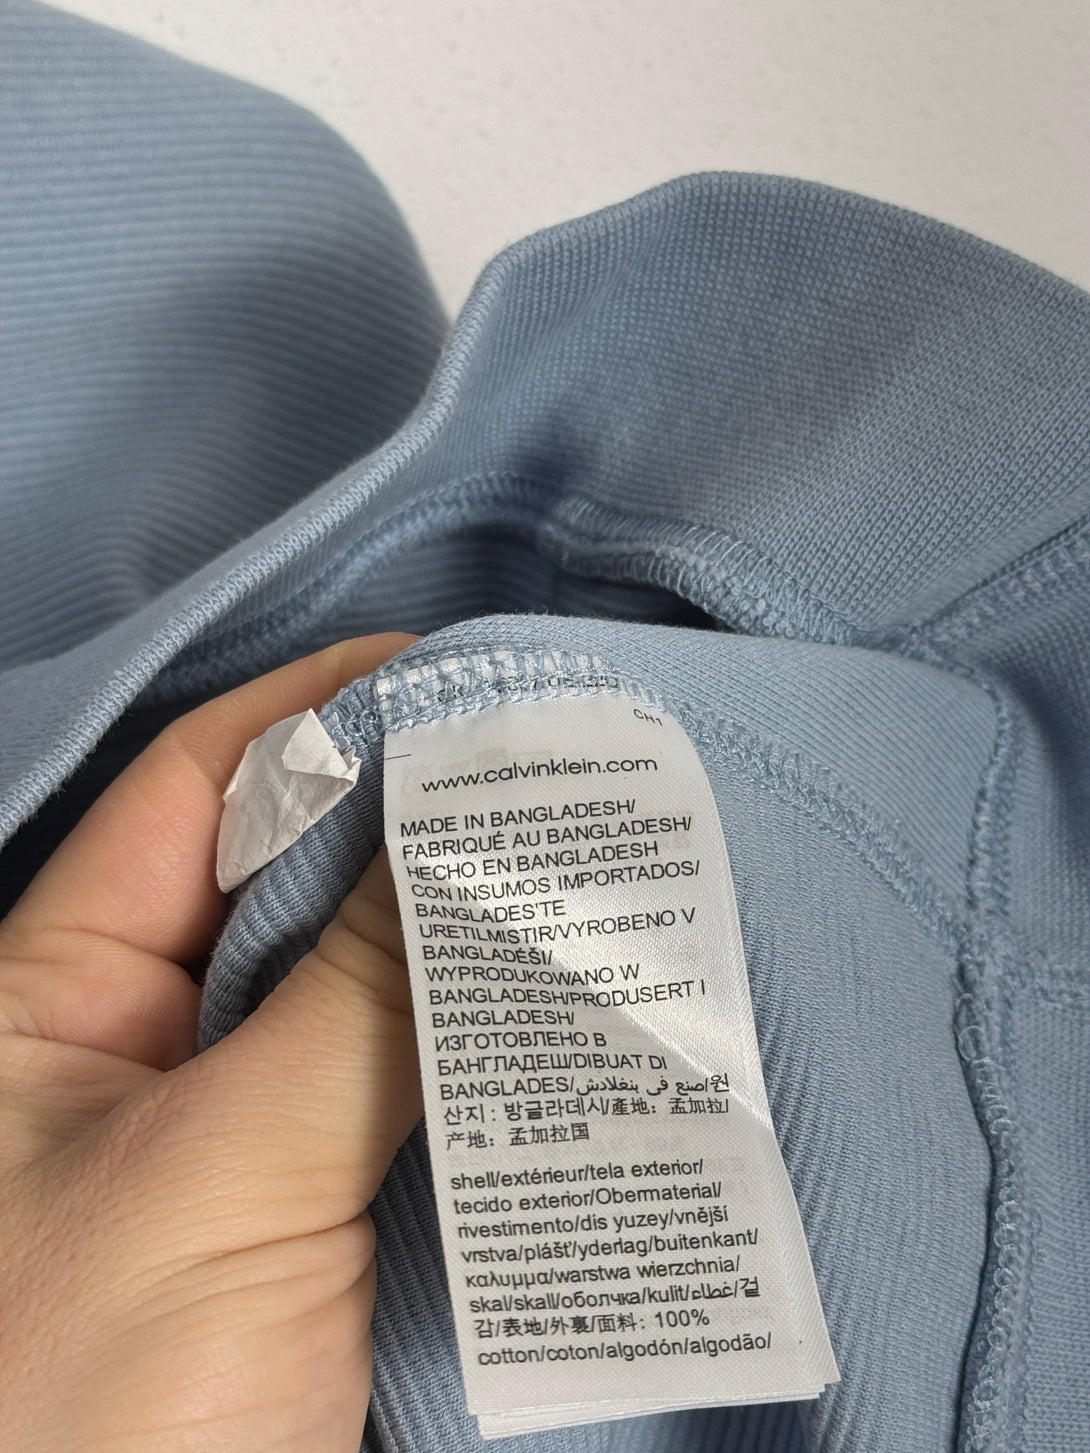 CH1
www.calvinklein.com
MADE IN BANGLADESH/
FABRIQUÉ AU BANGLADESH/
HECHO EN BANGLADESH
CON INSUMOS IMPORTADOS/
BANGLADES'TE
URETILMISTIR/VYROBENO V
BANGLADÉŠI/
WYPRODUKOWANO W
BANGLADESH/PRODUSERT I
BANGLADESH/
ИЗГОТОВЛЕНО В
БАНГЛАДЕШ/DIBUAT DI
BANGLADES/صنع في بنغلادش/원
산지 : 방글라데시/產地：孟加拉/
产地：孟加拉国
shell/extérieur/tela exterior/
tecido exterior/Obermaterial/
rivestimento/dis yuzey/vnější
vrstva/plášť/yderlag/buitenkant/
καλυμμα/warstwa wierzchnia/
skal/skall/оболчка/kulit/غطاء/겉
감/表地/外裏/面料: 100%
cotton/coton/algodón/algodão/